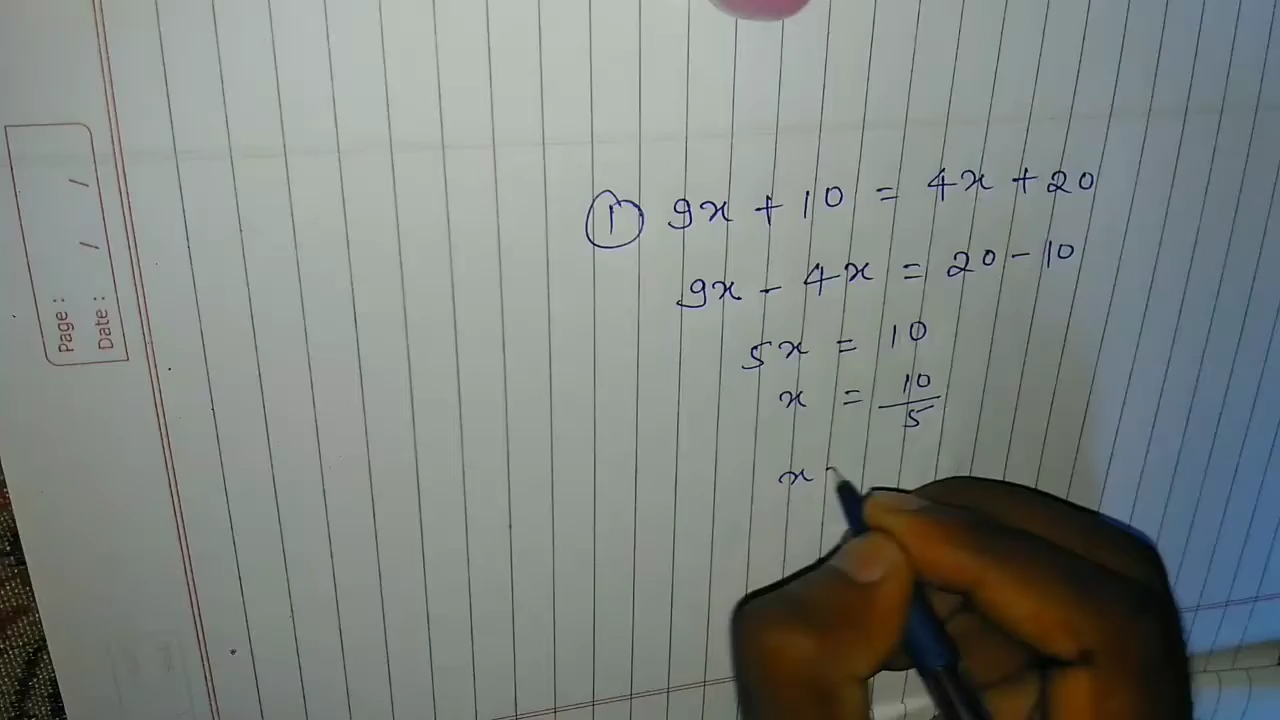 Page :
Date : / /
① 9x + 10 = 4x + 20
9x - 4x = 20 - 10
5x = 10
x = 10/5
x